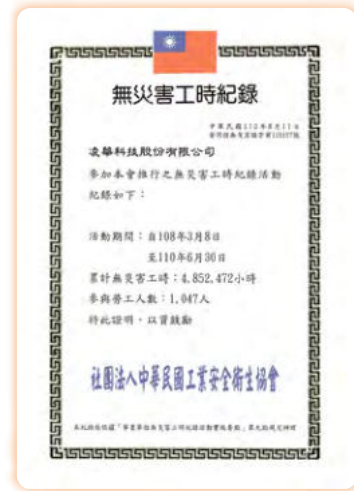 無災害工時紀錄
凌華科技股份有限公司
參加本會推行之無災害工時紀錄活動
紀錄如下：
活動期間：自108年3月8日
至110年6月30日
累計無災害工時：4,852,472小時
參與勞工人數：1,047人
特此證明，以資鼓勵
社團法人中華民國工業安全衛生協會